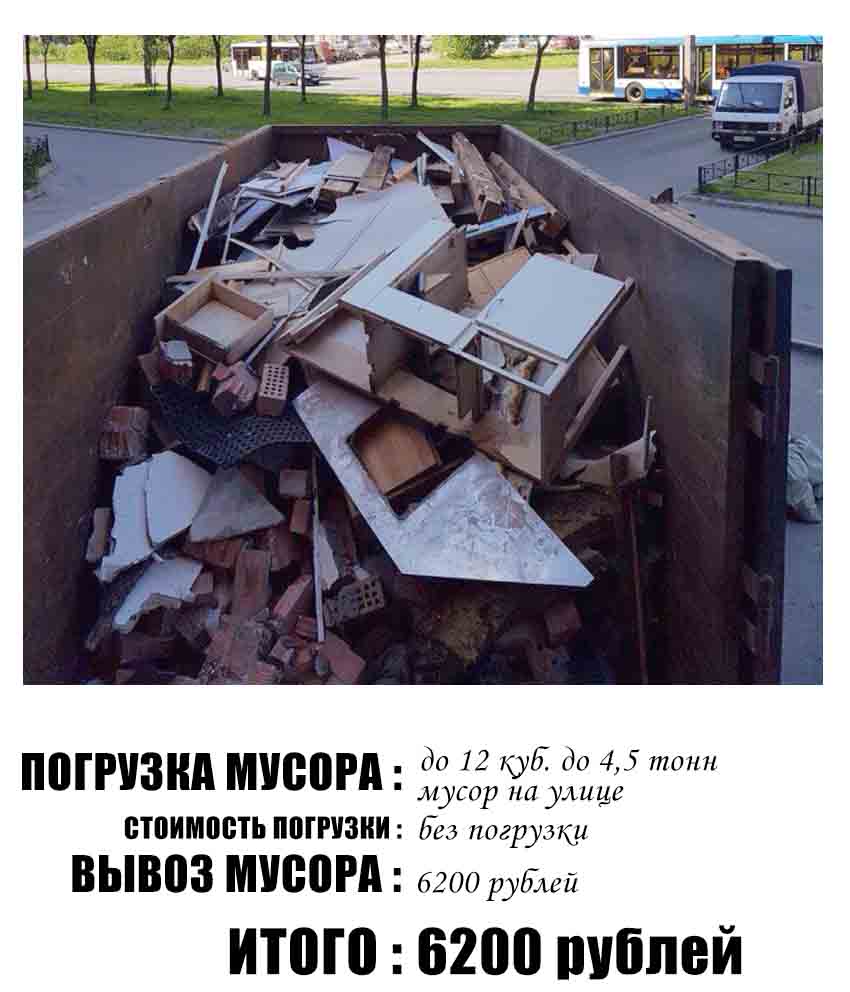 ПОГРУЗКА МУСОРА : до 12 куб. до 4,5 тонн
мусор на улице
СТОИМОСТЬ ПОГРУЗКИ : без погрузки
ВЫВОЗ МУСОРА : 6200 рублей
ИТОГО : 6200 рублей